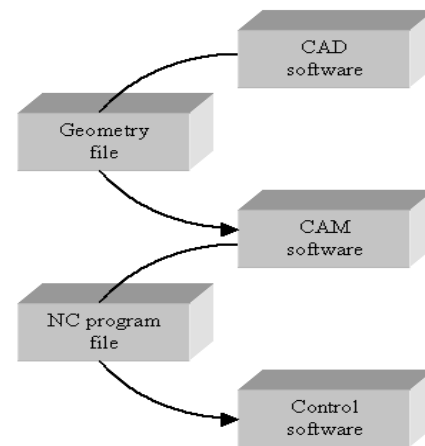 CAD
software
Geometry
file
CAM
software
NC program
file
Control
software